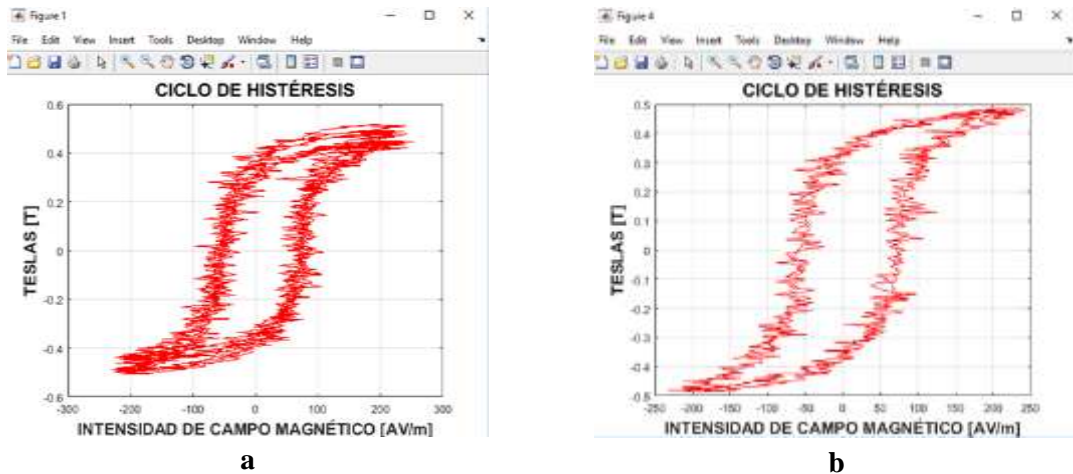 Figure 1
File Edit View Insert Tools Desktop Window Help
CICLO DE HISTÉRESIS
0.6
0.4
0.2
0
-0.2
-0.4
-0.6
TESLAS [T]
-300 -200 -100 0 100 200 300
INTENSIDAD DE CAMPO MAGNÉTICO [AV/m]
a
Figure 4
File Edit View Insert Tools Desktop Window Help
CICLO DE HISTÉRESIS
0.5
0.4
0.3
0.2
0.1
0
-0.1
-0.2
-0.3
-0.4
-0.5
TESLAS [T]
-250 -200 -150 -100 -50 0 50 100 150 200 250
INTENSIDAD DE CAMPO MAGNÉTICO [AV/m]
b